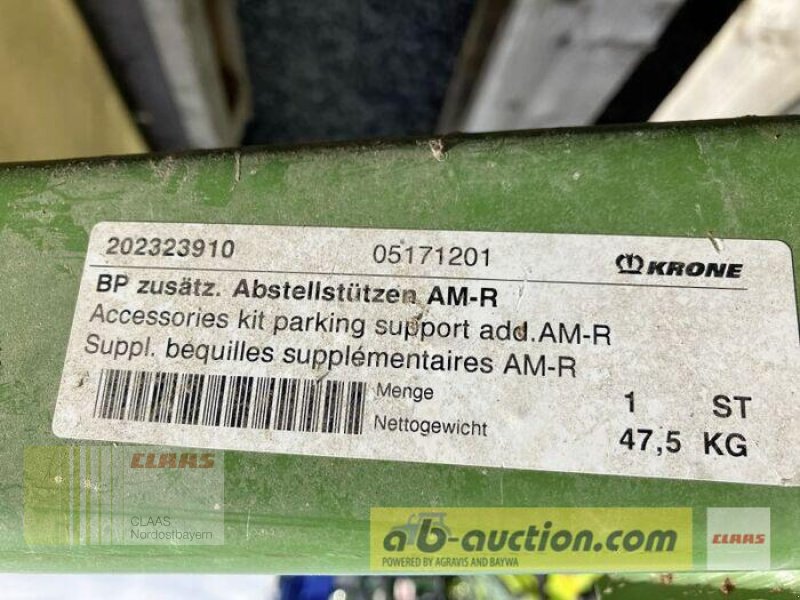 202323910 05171201 KRONE
BP zusätz. Abstellstützen AM-R
Accessories kit parking support add.AM-R
Suppl. bequilles supplémentaires AM-R
Menge 1 ST
Nettogewicht 47,5 KG
CLAAS
CLAAS
Nordostbayern
ab-auction.com
POWERED BY AGRAVIS AND BAYWA
CLAAS